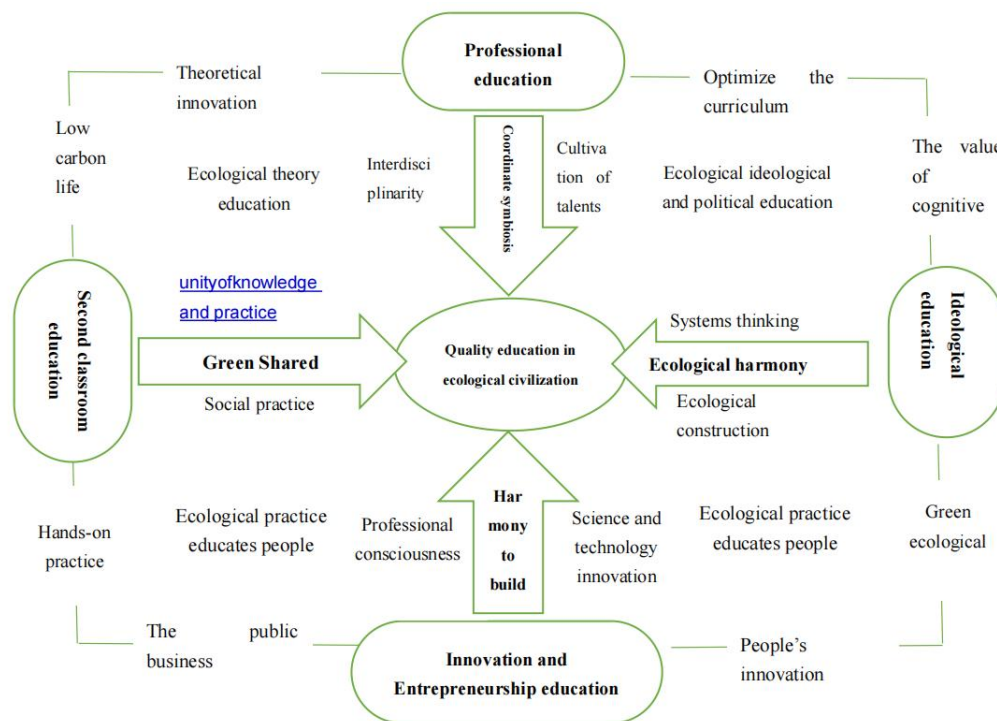 Professional
education
Theoretical
innovation
Optimize the
curriculum
Low
carbon
life
The value
of
cognitive
Ecological theory
education
Interdisci
plinarity
Coordinate symbiosis
Cultiva
tion of
talents
Ecological ideological
and political education
Second classroom
education
unityofknowledge
and practice
Green Shared
Social practice
Quality education in
ecological civilization
Systems thinking
Ecological harmony
Ecological
construction
Ideological
education
Hands-on
practice
Ecological practice
educates people
Professional
consciousness
Har
mony
to
build
Science and
technology
innovation
Ecological practice
educates people
Green
ecological
The public
business
Innovation and
Entrepreneurship education
People's
innovation